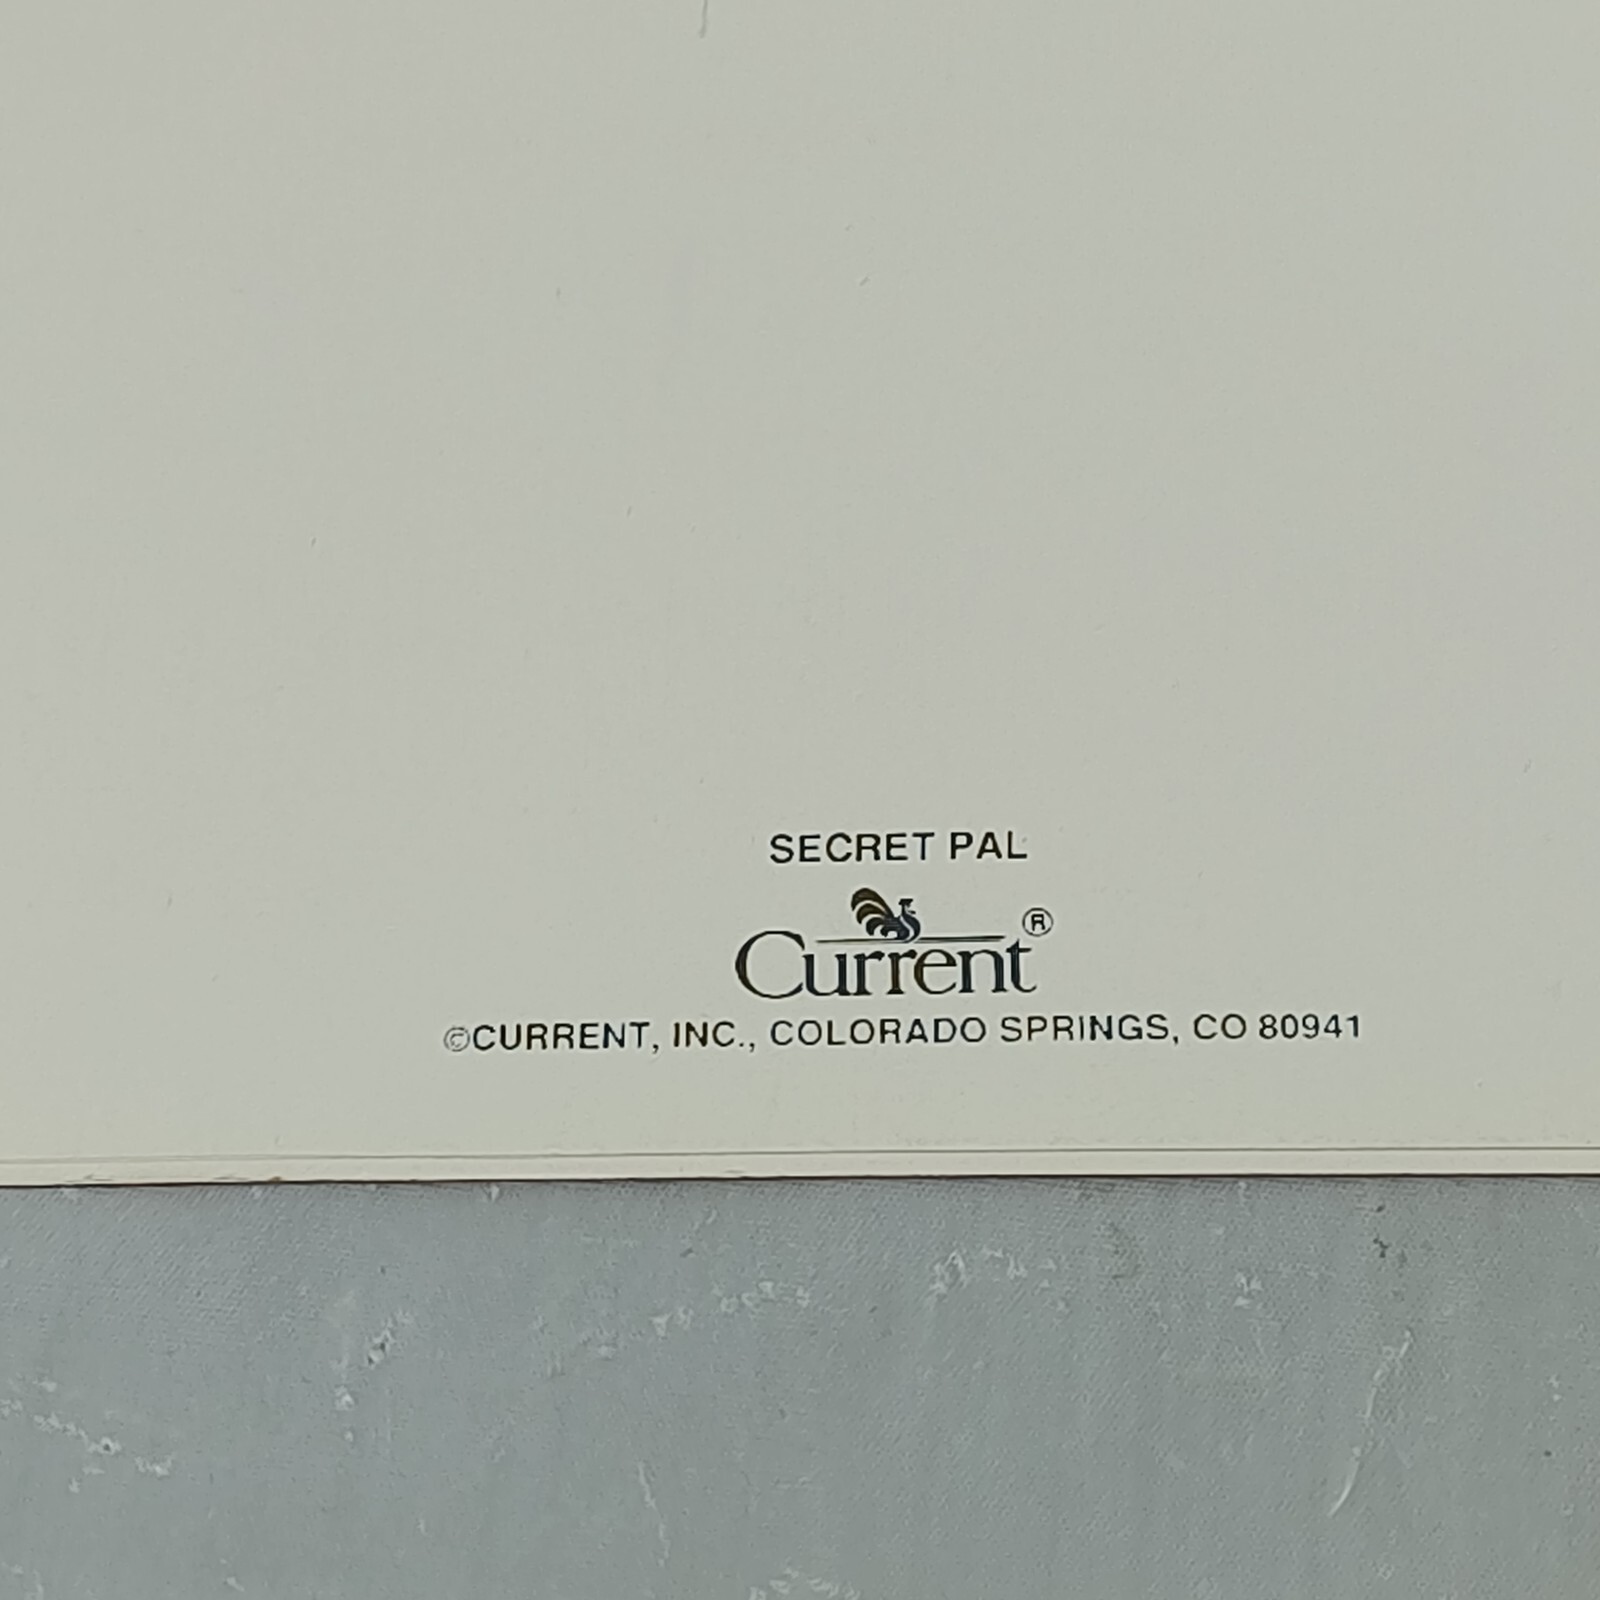 SECRET PAL
Current®
©CURRENT, INC., COLORADO SPRINGS, CO 80941